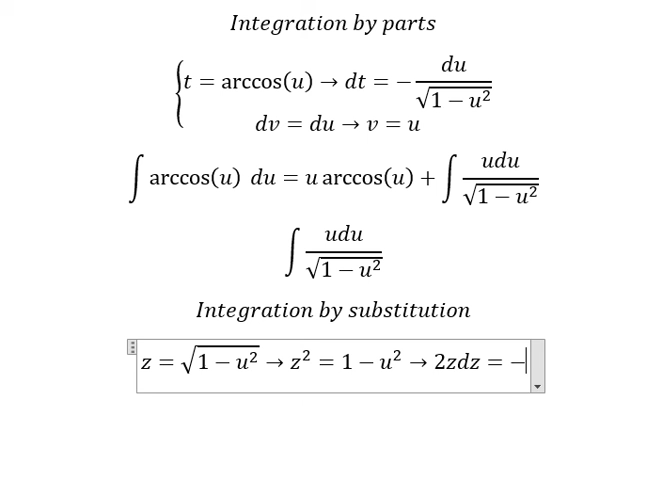 Integration by parts
t = arccos(u) → dt = − du / √(1 − u²)
dv = du → v = u
∫ arccos(u) du = u arccos(u) + ∫ udu / √(1 − u²)
∫ udu / √(1 − u²)
Integration by substitution
z = √(1 − u²) → z² = 1 − u² → 2zdz = −